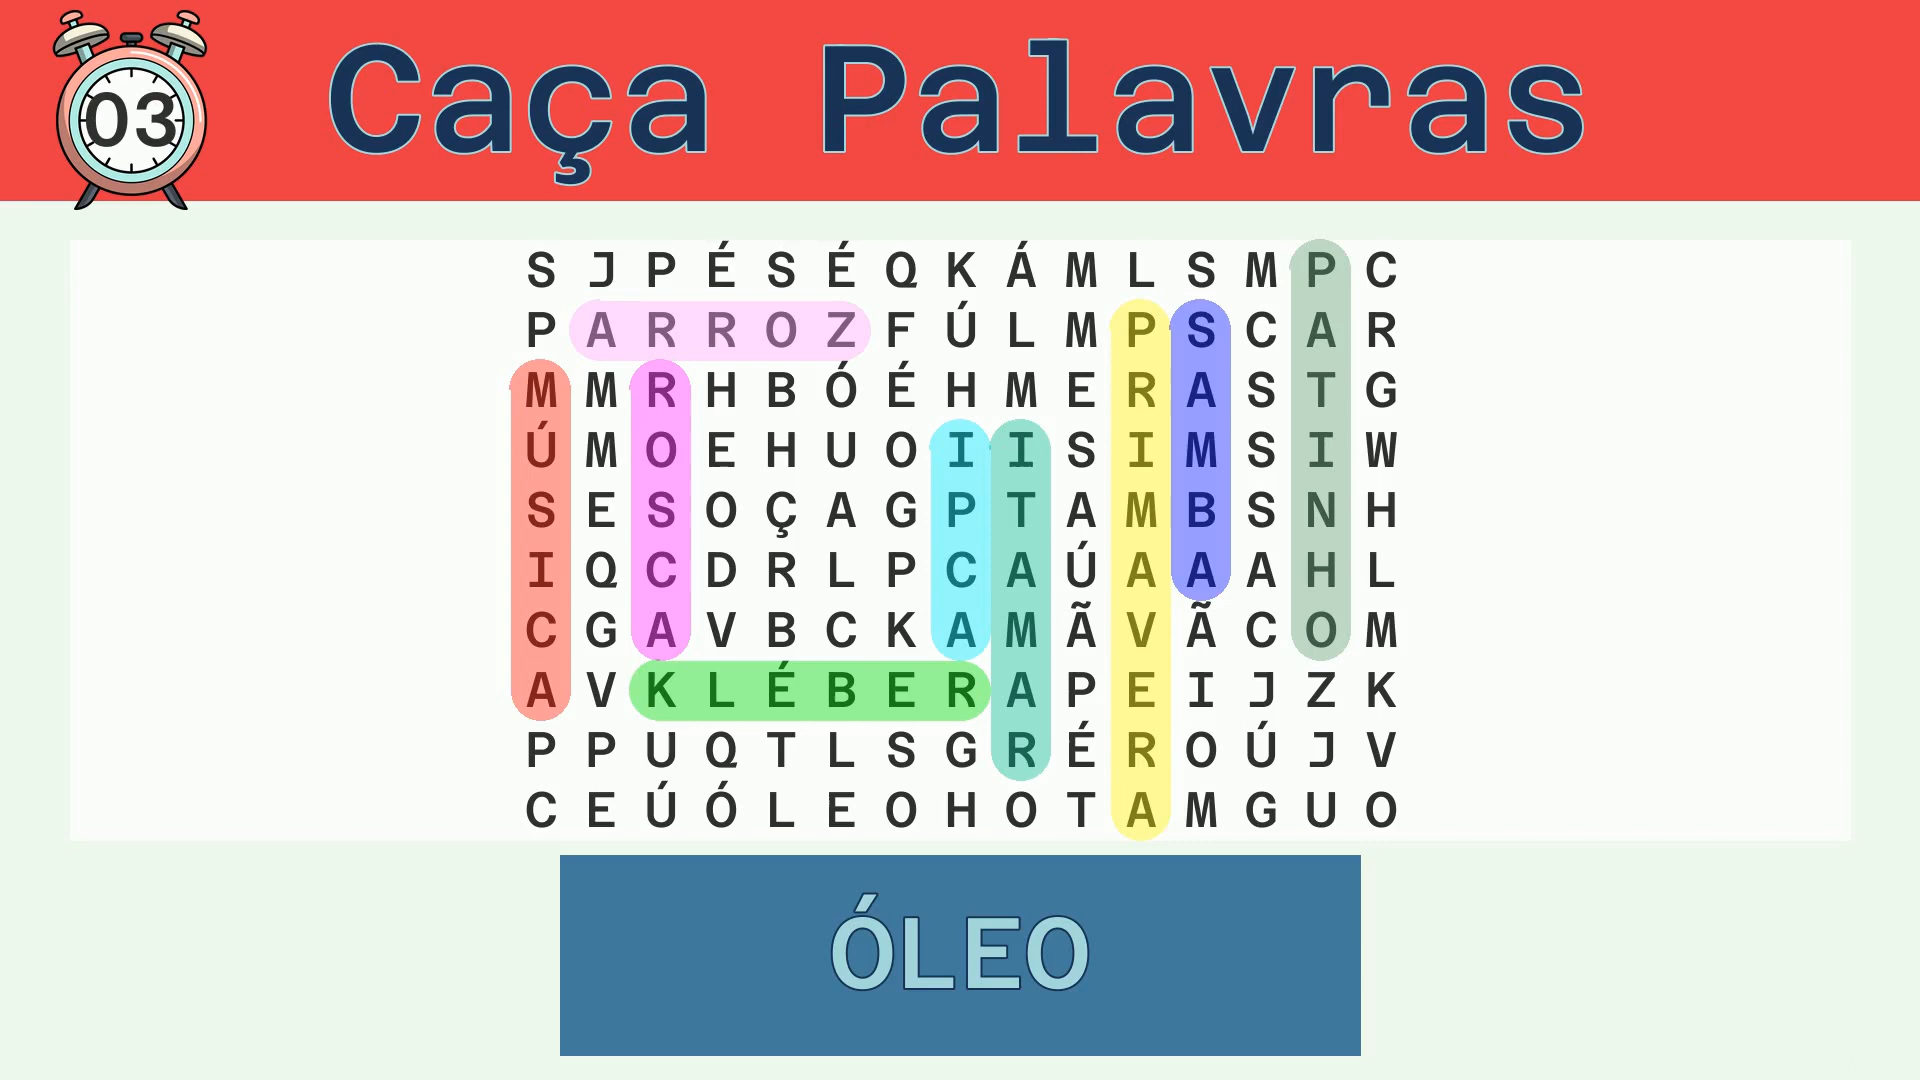 03
Caça Palavras
S J P É S É Q K Á M L S M P C
P A R R O Z F Ú L M P S C A R
M M R H B Ó É H M E R A S T G
Ú M O E H U O I I S I M S I W
S E S O Ç A G P T A M B S N H
I Q C D R L P C A Ú A A A H L
C G A V B C K A M Ã V Ã C O M
A V K L É B E R A P E I J Z K
P P U Q T L S G R É R O Ú J V
C E Ú Ó L E O H O T A M G U O
ÓLEO